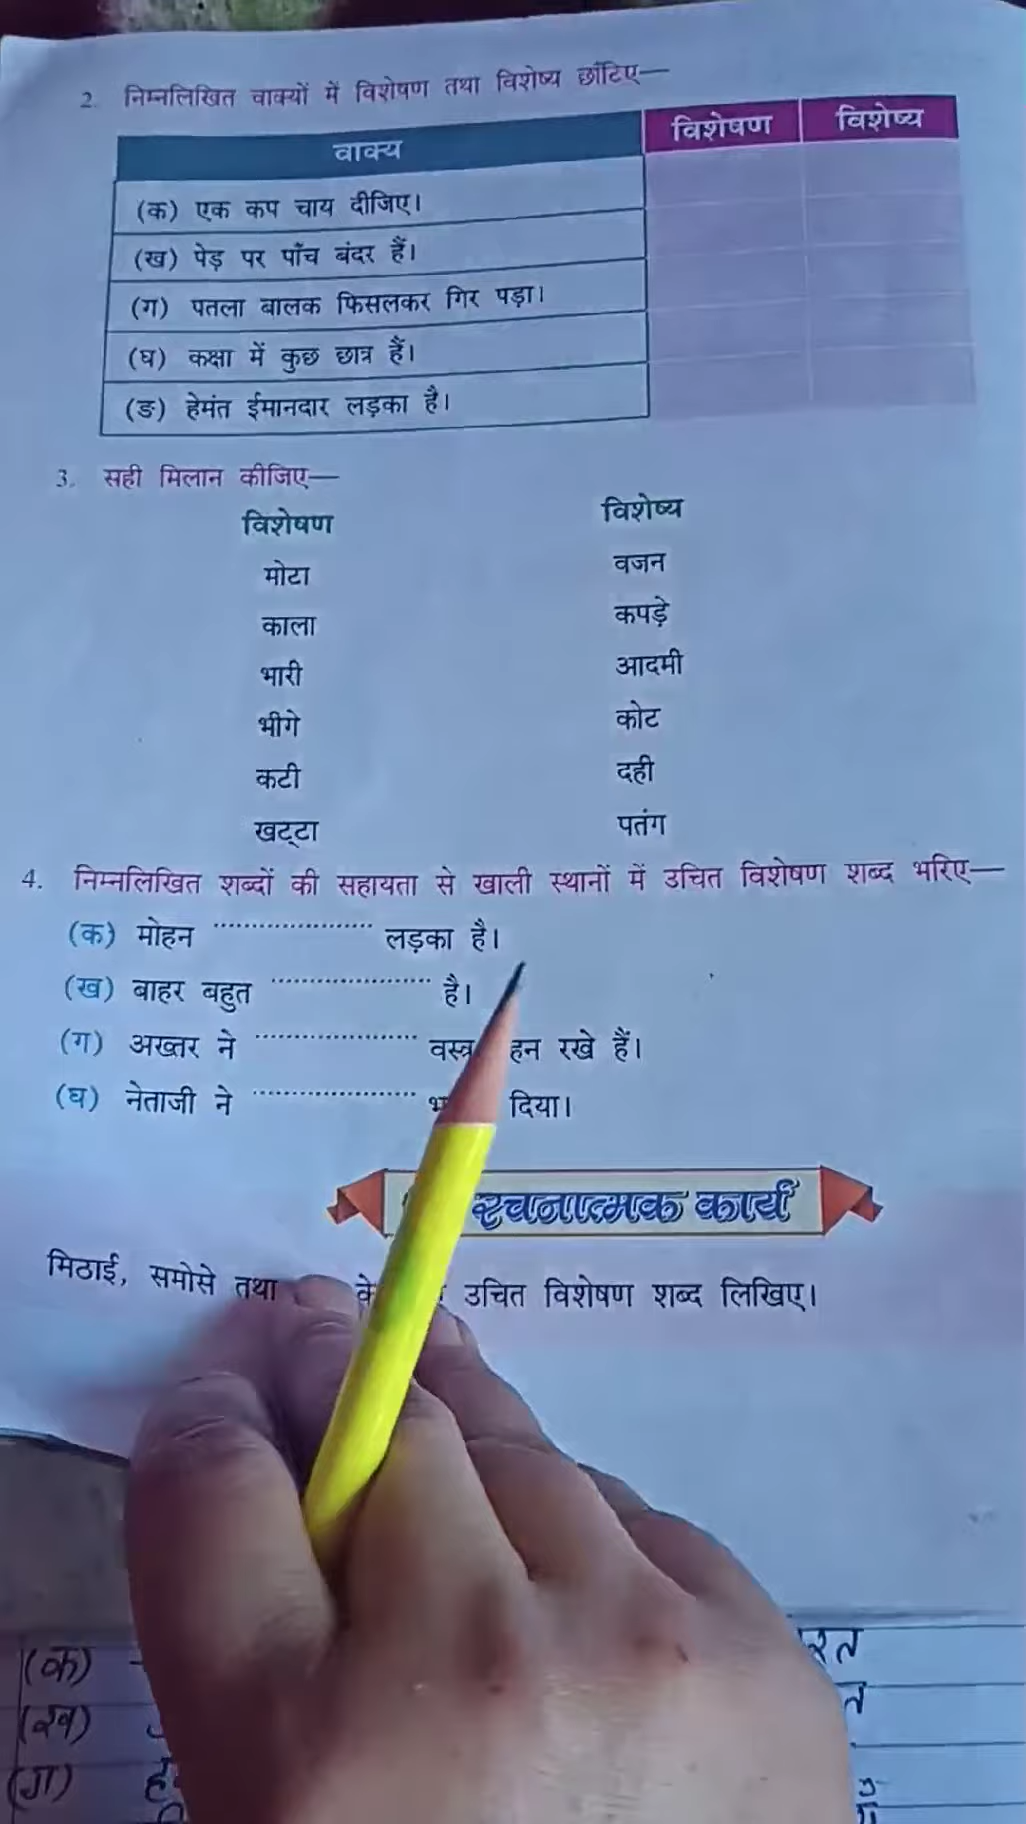 2. निम्नलिखित वाक्यों में विशेषण तथा विशेष्य छाँटिए—
वाक्य विशेषण विशेष्य
(क) एक कप चाय दीजिए।
(ख) पेड़ पर पाँच बंदर हैं।
(ग) पतला बालक फिसलकर गिर पड़ा।
(घ) कक्षा में कुछ छात्र हैं।
(ङ) हेमंत ईमानदार लड़का है।
3. सही मिलान कीजिए—
विशेषण विशेष्य
मोटा वजन
काला कपड़े
भारी आदमी
भीगे कोट
कटी दही
खट्टा पतंग
4. निम्नलिखित शब्दों की सहायता से खाली स्थानों में उचित विशेषण शब्द भरिए—
(क) मोहन .................... लड़का है।
(ख) बाहर बहुत .................... है।
(ग) अख्तर ने .................... वस्त्र रखे हैं।
(घ) नेताजी ने .................... दिया।
रचनात्मक कार्य
मिठाई, समोसे तथा के उचित विशेषण शब्द लिखिए।
(क)
(ख)
(ग)